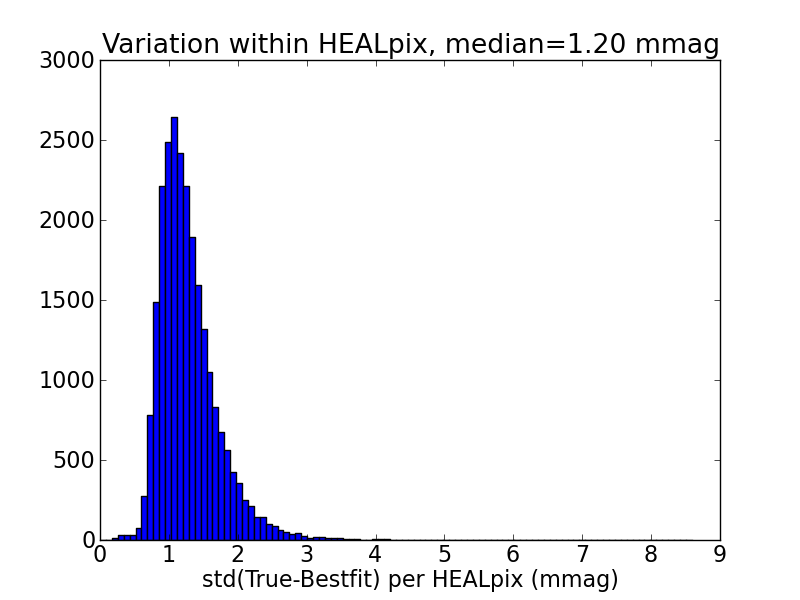 Variation within HEALpix, median=1.20 mmag
3000
2500
2000
1500
1000
500
0
0 1 2 3 4 5 6 7 8 9
std(True-Bestfit) per HEALpix (mmag)